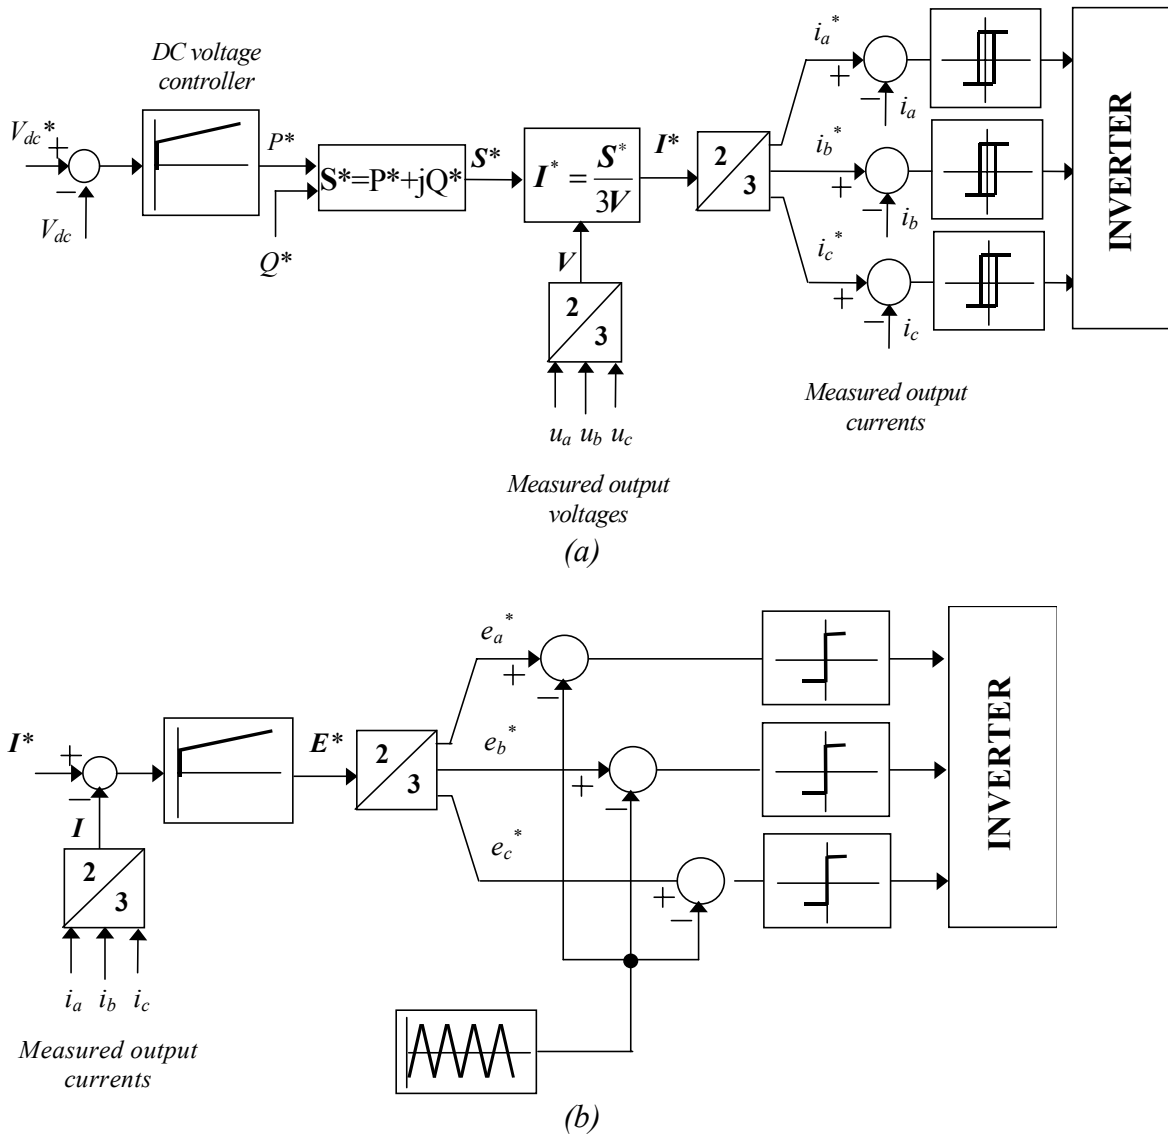 DC voltage
controller
V_dc*
+
−
V_dc
P*
Q*
S*=P*+jQ*
S*
I* = S* / 3V
I*
V
2
3
u_a u_b u_c
Measured output
voltages
2
3
i_a*
+
−
i_a
i_b*
+
−
i_b
i_c*
+
−
i_c
Measured output
currents
INVERTER
(a)
I*
+
−
I
2
3
i_a i_b i_c
Measured output
currents
E*
2
3
e_a*
+
−
e_b*
+
−
e_c*
+
−
INVERTER
(b)